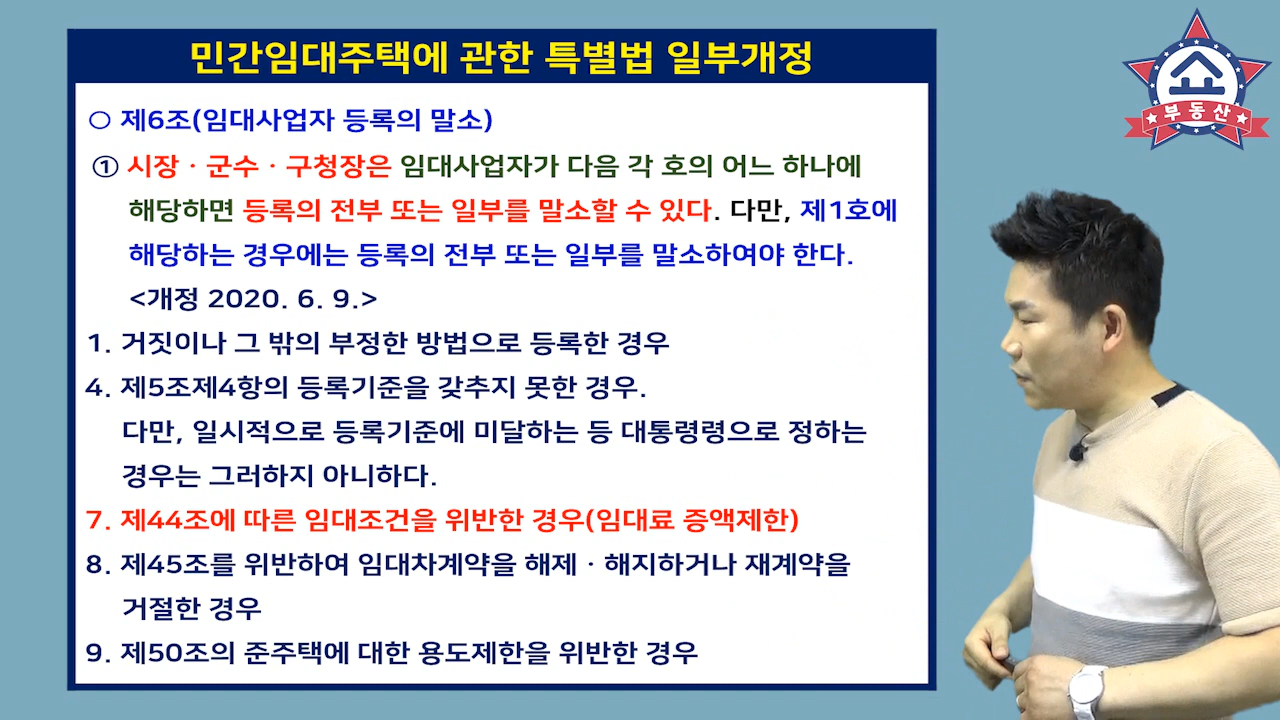 민간임대주택에 관한 특별법 일부개정
부동산
○ 제6조(임대사업자 등록의 말소)
① 시장 · 군수 · 구청장은 임대사업자가 다음 각 호의 어느 하나에
해당하면 등록의 전부 또는 일부를 말소할 수 있다. 다만, 제1호에
해당하는 경우에는 등록의 전부 또는 일부를 말소하여야 한다.
<개정 2020. 6. 9.>
1. 거짓이나 그 밖의 부정한 방법으로 등록한 경우
4. 제5조제4항의 등록기준을 갖추지 못한 경우.
다만, 일시적으로 등록기준에 미달하는 등 대통령령으로 정하는
경우는 그러하지 아니하다.
7. 제44조에 따른 임대조건을 위반한 경우(임대료 증액제한)
8. 제45조를 위반하여 임대차계약을 해제 · 해지하거나 재계약을
거절한 경우
9. 제50조의 준주택에 대한 용도제한을 위반한 경우